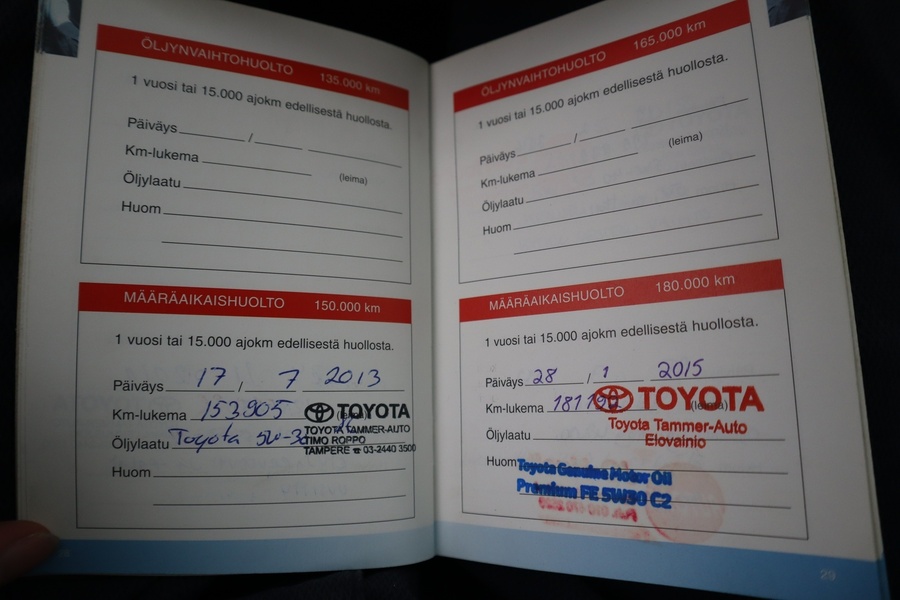 ÖLJYNVAIHTOHUOLTO 135.000 km
1 vuosi tai 15.000 ajokm edellisestä huollosta.
Päiväys /
Km-lukema (leima)
Öljylaatu
Huom
MÄÄRÄAIKAISHUOLTO 150.000 km
1 vuosi tai 15.000 ajokm edellisestä huollosta.
Päiväys 17 / 7 2013
Km-lukema 153905
TOYOTA
TOYOTA TAMMER-AUTO
Öljylaatu Toyota 5W-30
TIMO ROPPO
TAMPERE ☎ 03-2440 3500
Huom
ÖLJYNVAIHTOHUOLTO 165.000 km
1 vuosi tai 15.000 ajokm edellisestä huollosta.
Päiväys /
Km-lukema (leima)
Öljylaatu
Huom
MÄÄRÄAIKAISHUOLTO 180.000 km
1 vuosi tai 15.000 ajokm edellisestä huollosta.
Päiväys 28 / 1 2015
Km-lukema (leima)
TOYOTA
Toyota Tammer-Auto
Elovainio
Öljylaatu
Huom
Toyota Genuine Motor Oil
Premium FE 5W30 C2
29